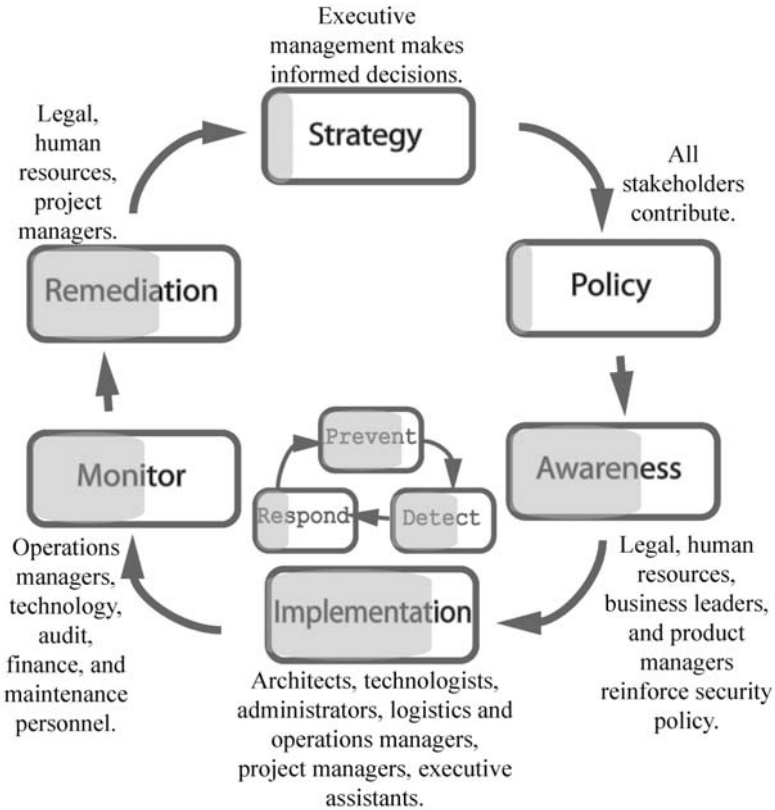 Executive
management makes
informed decisions.
Strategy
All
stakeholders
contribute.
Policy
Awareness
Legal, human
resources,
business leaders,
and product
managers
reinforce security
policy.
Prevent
Detect
Respond
Implementation
Architects, technologists,
administrators, logistics and
operations managers,
project managers, executive
assistants.
Monitor
Operations
managers,
technology,
audit,
finance, and
maintenance
personnel.
Remediation
Legal,
human
resources,
project
managers.